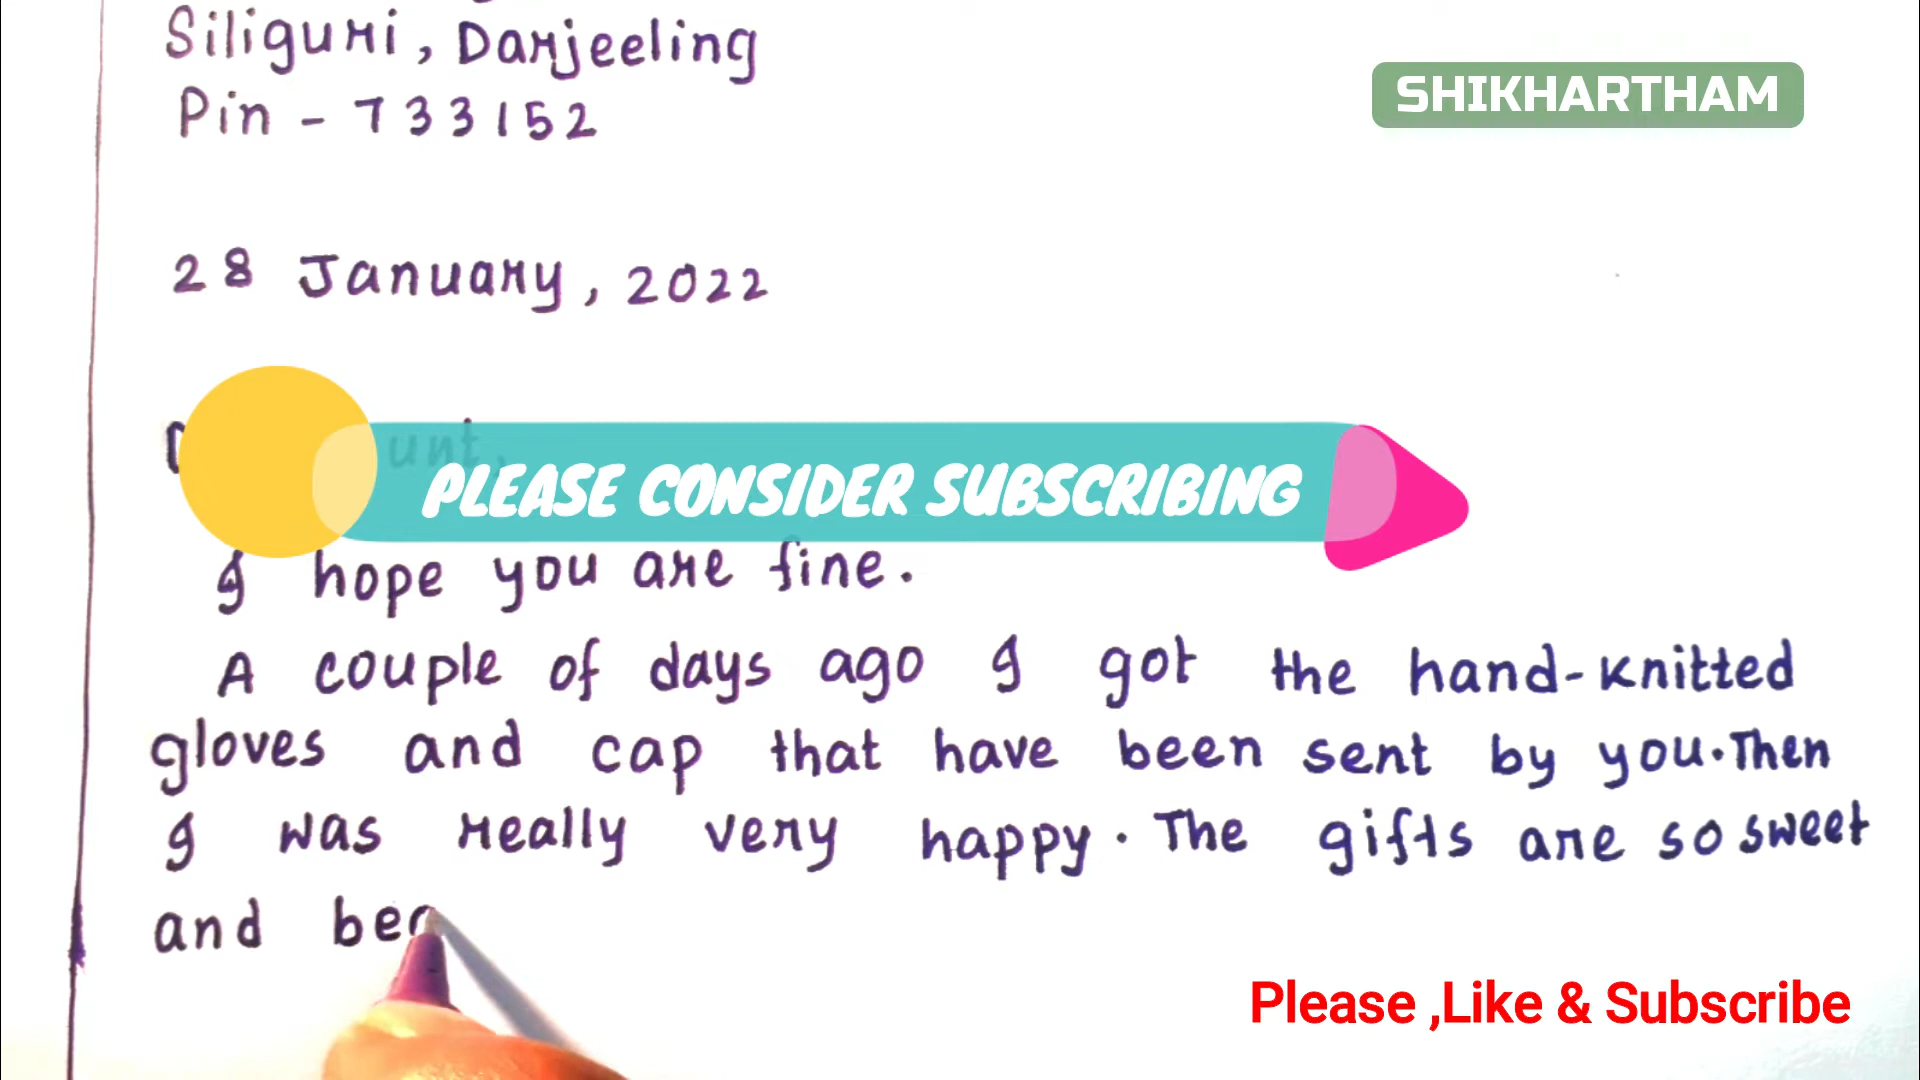 Siliguri, Darjeeling
SHIKHARTHAM
Pin - 733152
28 January, 2022
PLEASE CONSIDER SUBSCRIBING
I hope you are fine.
A couple of days ago I got the hand-knitted
gloves and cap that have been sent by you. Then
I was really very happy. The gifts are so sweet
and
Please ,Like & Subscribe